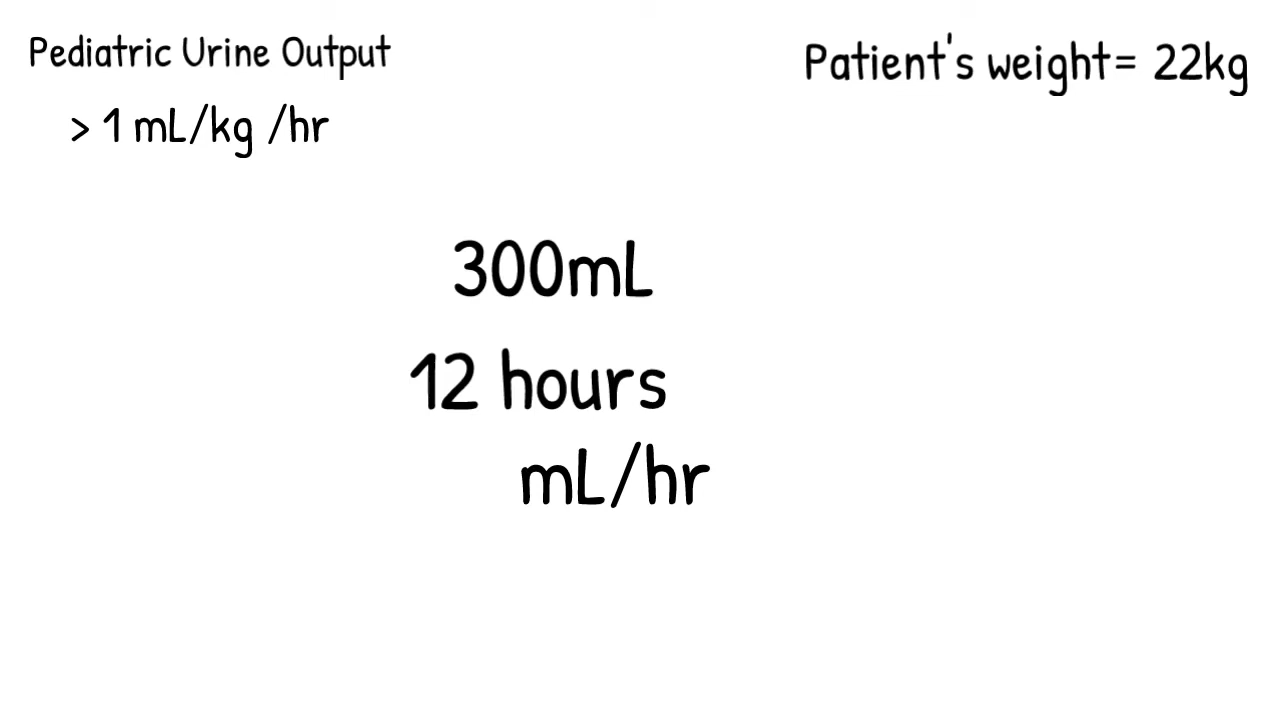 Pediatric Urine Output
> 1 mL/kg /hr
Patient's weight= 22kg
300mL
12 hours
mL/hr